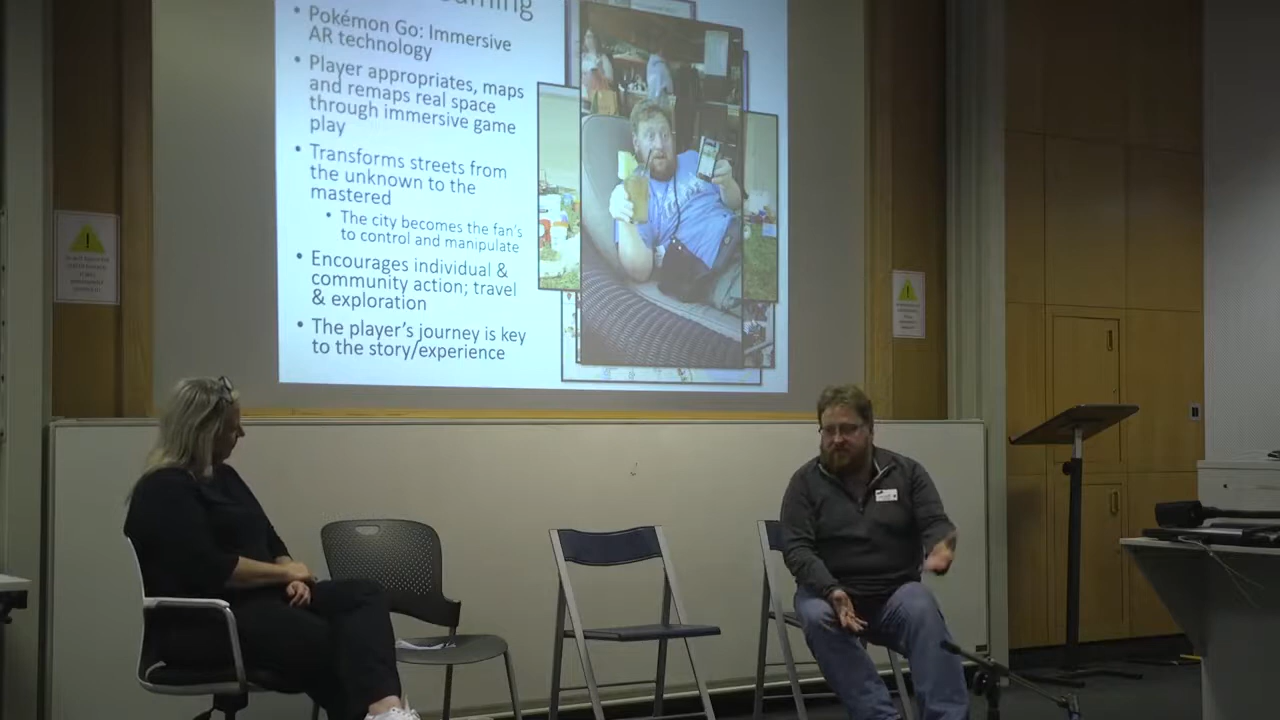 • Pokémon Go: Immersive
AR technology
• Player appropriates, maps
and remaps real space
through immersive game
play
• Transforms streets from
the unknown to the
mastered
• The city becomes the fan's
to control and manipulate
• Encourages individual &
community action; travel
& exploration
• The player's journey is key
to the story/experience